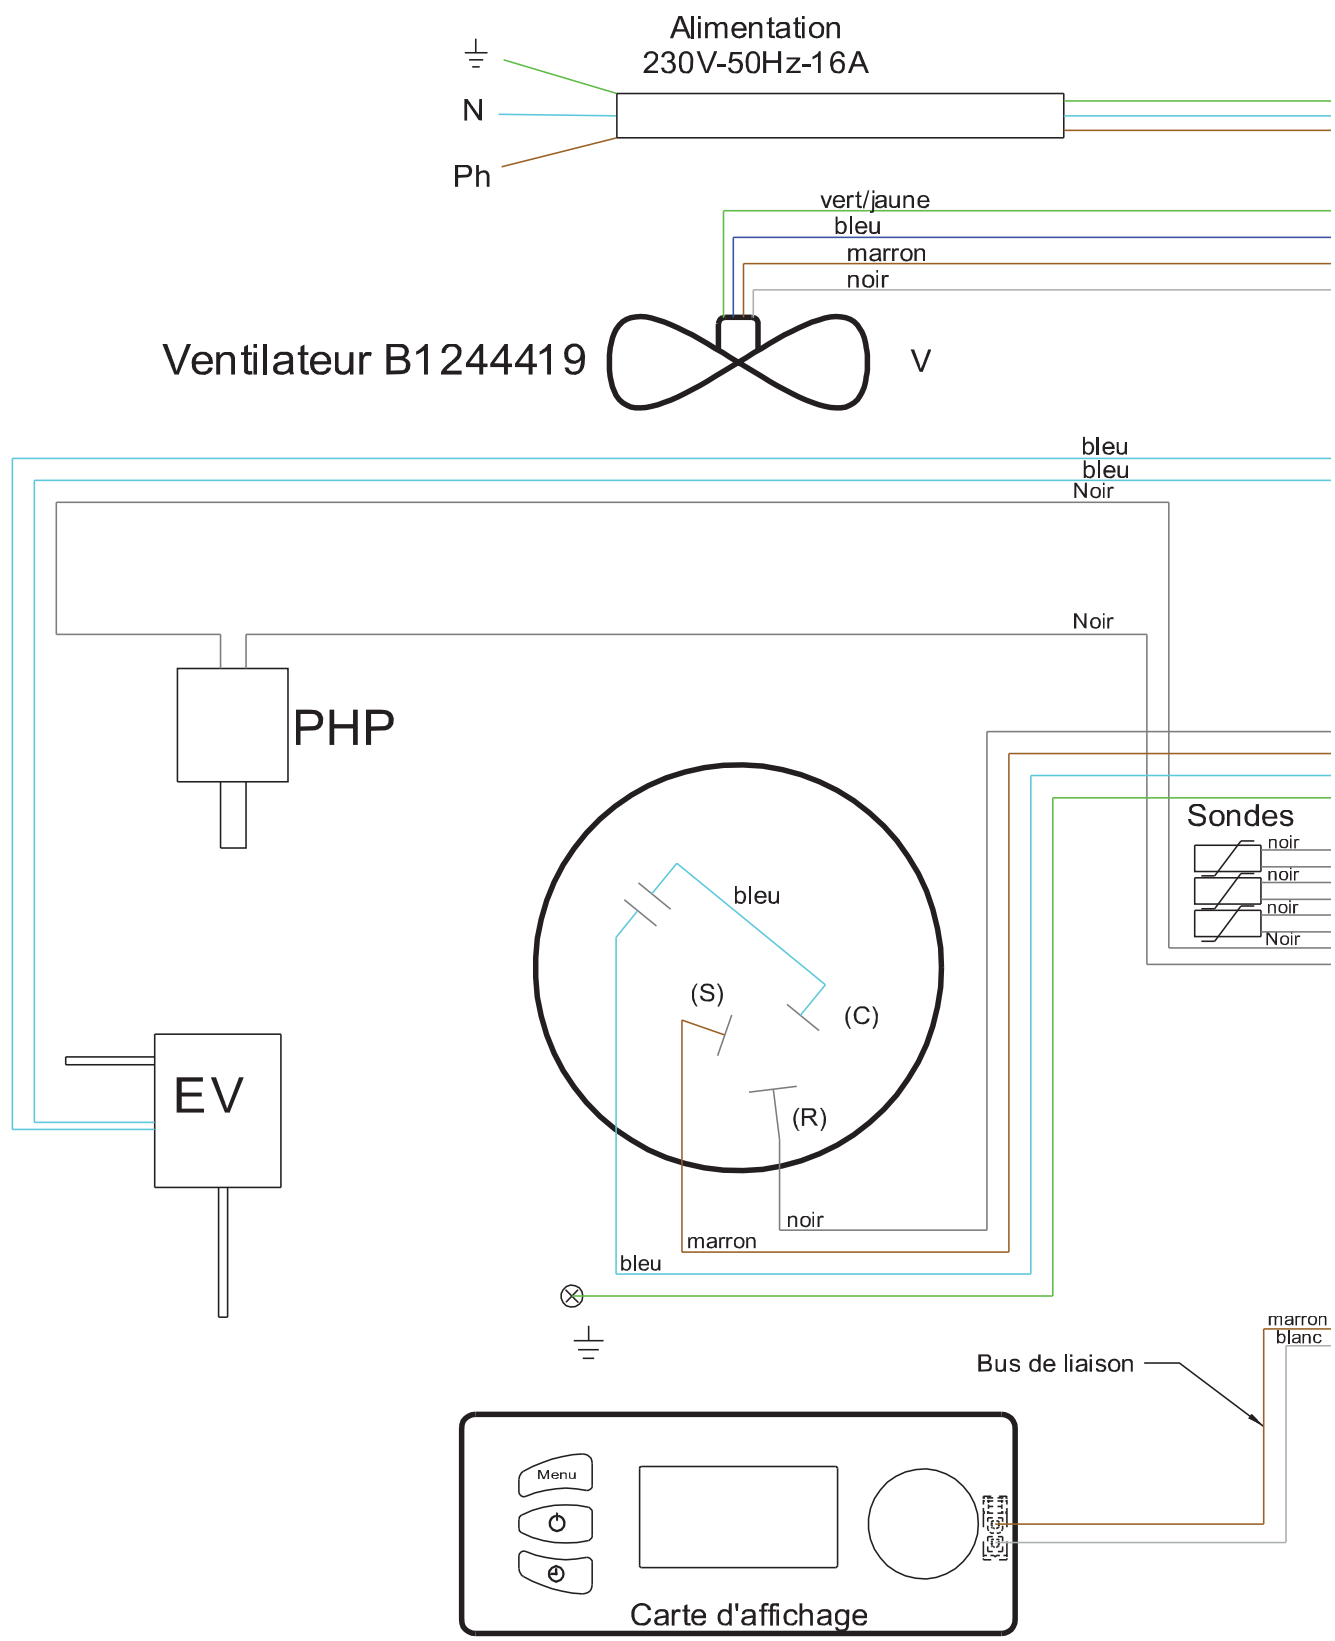 Alimentation
230V-50Hz-16A
N
Ph
vert/jaune
bleu
marron
noir
Ventilateur B1244419
V
bleu
bleu
Noir
Noir
PHP
Sondes
noir
noir
noir
Noir
bleu
(S)
(C)
(R)
EV
noir
marron
bleu
marron
blanc
Bus de liaison
Menu
Carte d'affichage